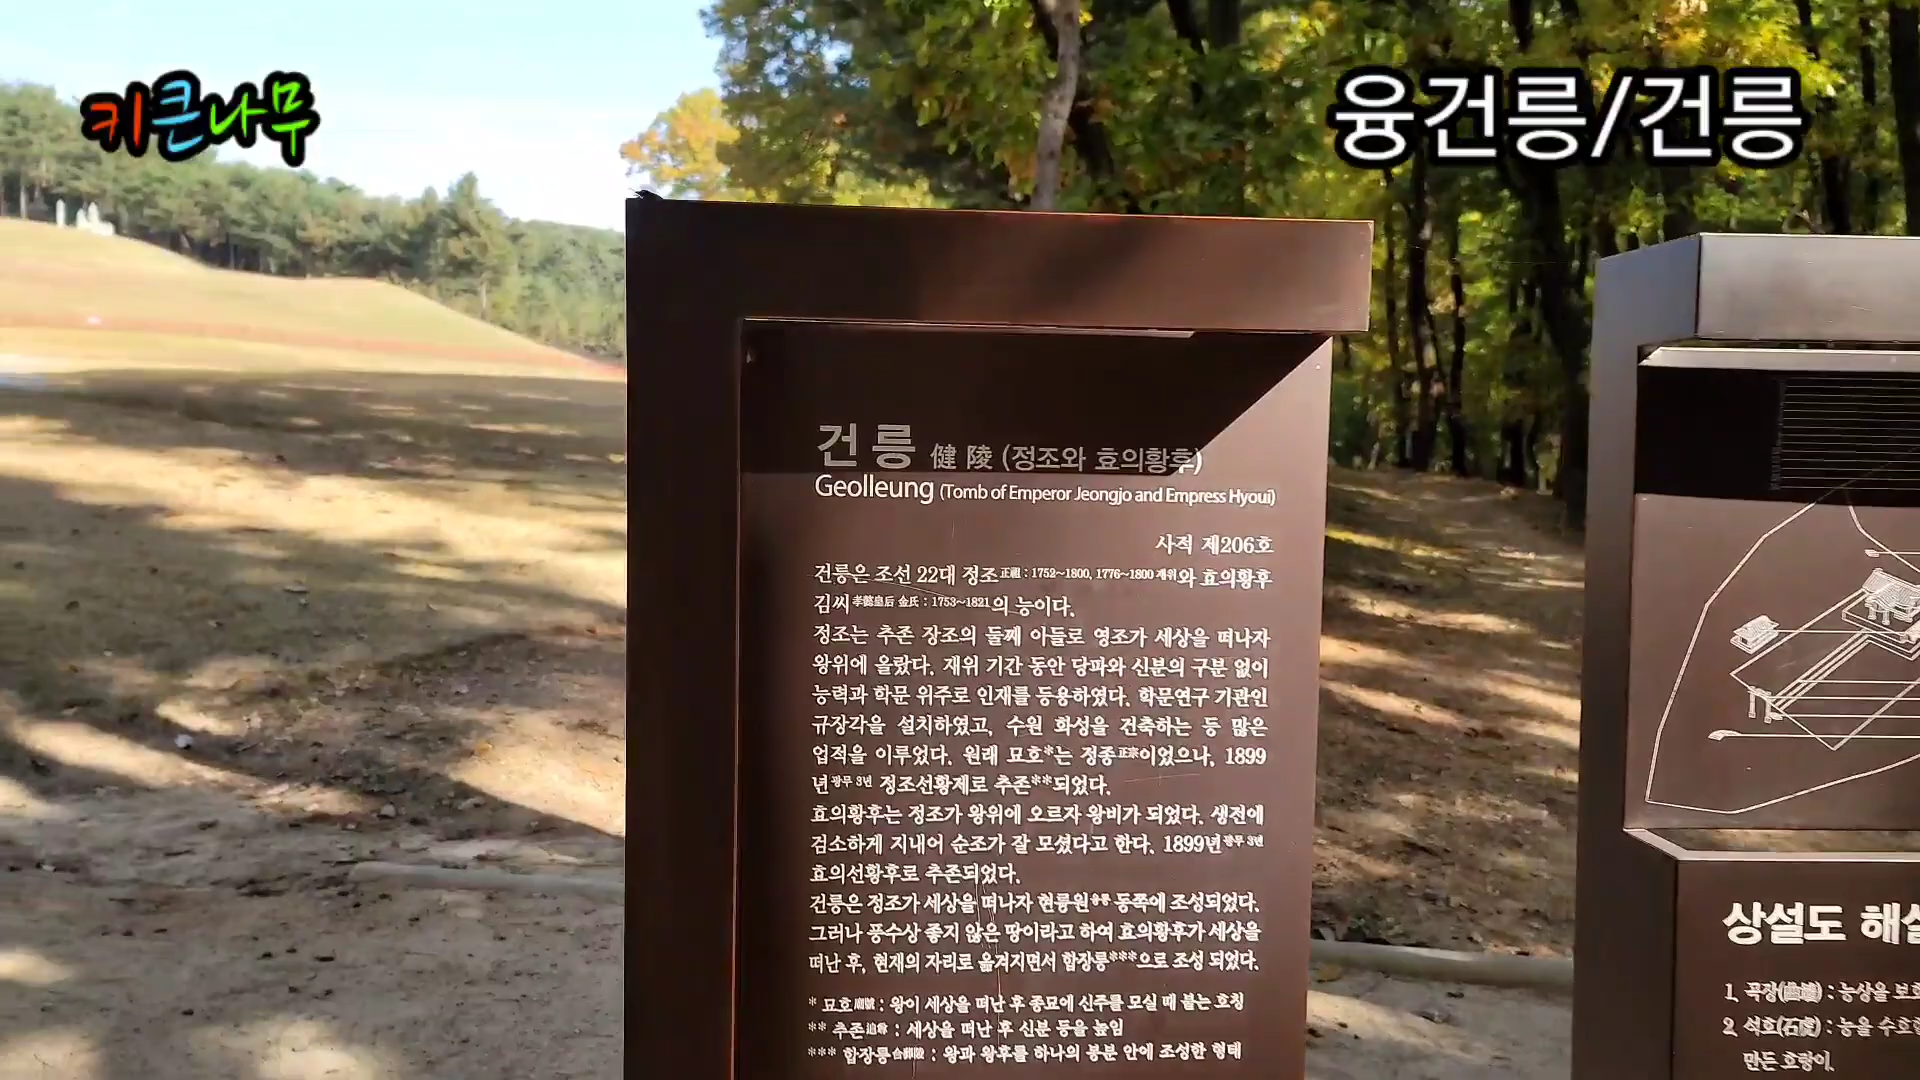 키큰나무
융건릉/건릉
건릉 健陵 (정조와 효의황후)
Geolleung (Tomb of Emperor Jeongjo and Empress Hyoui)
사적 제206호
건릉은 조선 22대 정조正祖 : 1752~1800, 1776~1800 재위와 효의황후
김씨孝懿皇后 金氏 : 1753~1821의 능이다.
정조는 추존 장조의 둘째 아들로 영조가 세상을 떠나자
왕위에 올랐다. 재위 기간 동안 당파와 신분의 구분 없이
능력과 학문 위주로 인재를 등용하였다. 학문연구 기관인
규장각을 설치하였고, 수원 화성을 건축하는 등 많은
업적을 이루었다. 원래 묘호*는 정종正宗이었으나, 1899
년광무 3년 정조선황제로 추존**되었다.
효의황후는 정조가 왕위에 오르자 왕비가 되었다. 생전에
검소하게 지내어 순조가 잘 모셨다고 한다. 1899년광무 3년
효의선황후로 추존되었다.
건릉은 정조가 세상을 떠나자 현륭원융릉 동쪽에 조성되었다.
그러나 풍수상 좋지 않은 땅이라고 하여 효의황후가 세상을
떠난 후, 현재의 자리로 옮겨지면서 합장릉***으로 조성 되었다.
* 묘호廟號 : 왕이 세상을 떠난 후 종묘에 신주를 모실 때 붙는 호칭
** 추존追尊 : 세상을 떠난 후 신분 등을 높임
*** 합장릉合葬陵 : 왕과 왕후를 하나의 봉분 안에 조성한 형태
상설도 해설
1. 곡장(曲墻) : 능상을 보호
2. 석호(石虎) : 능을 수호
만든 호랑이.